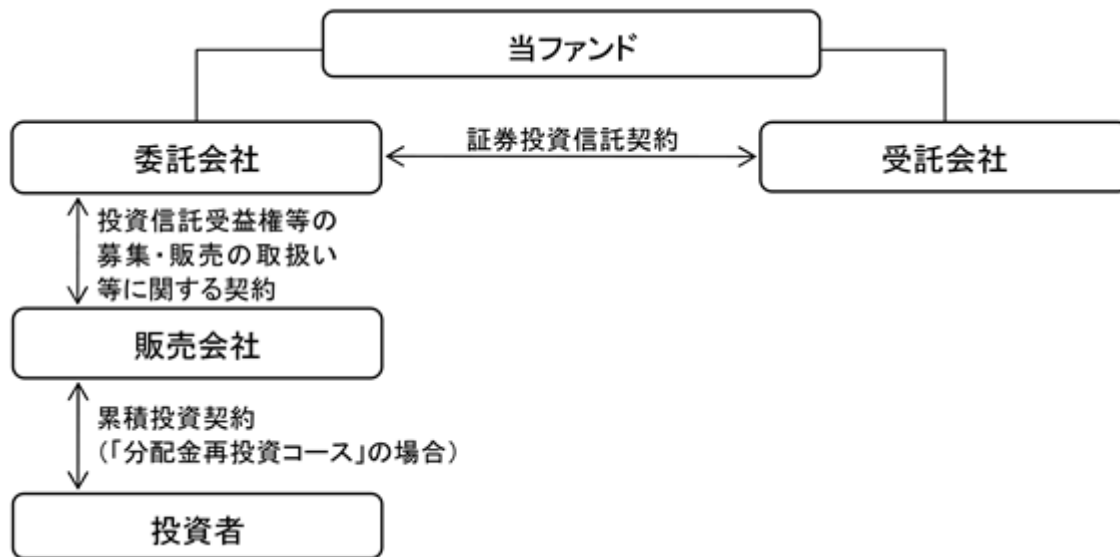 当ファンド
委託会社
証券投資信託契約
受託会社
投資信託受益権等の
募集・販売の取扱い
等に関する契約
販売会社
累積投資契約
（「分配金再投資コース」の場合）
投資者